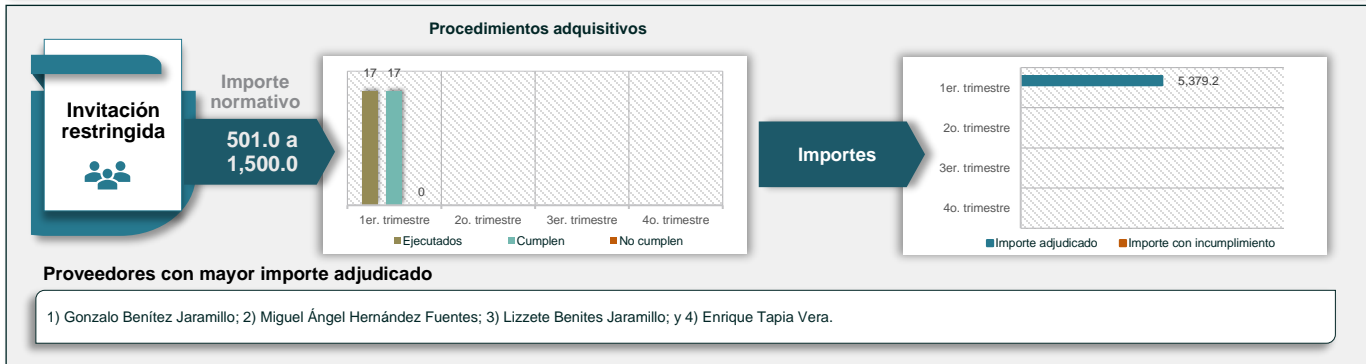 Procedimientos adquisitivos
Invitación
restringida
Importe
normativo
501.0 a
1,500.0
17 17
0
1er. trimestre 2o. trimestre 3er. trimestre 4o. trimestre
Ejecutados Cumplen No cumplen
Importes
1er. trimestre 5,379.2
2o. trimestre
3er. trimestre
4o. trimestre
Importe adjudicado Importe con incumplimiento
Proveedores con mayor importe adjudicado
1) Gonzalo Benítez Jaramillo; 2) Miguel Ángel Hernández Fuentes; 3) Lizzete Benites Jaramillo; y 4) Enrique Tapia Vera.